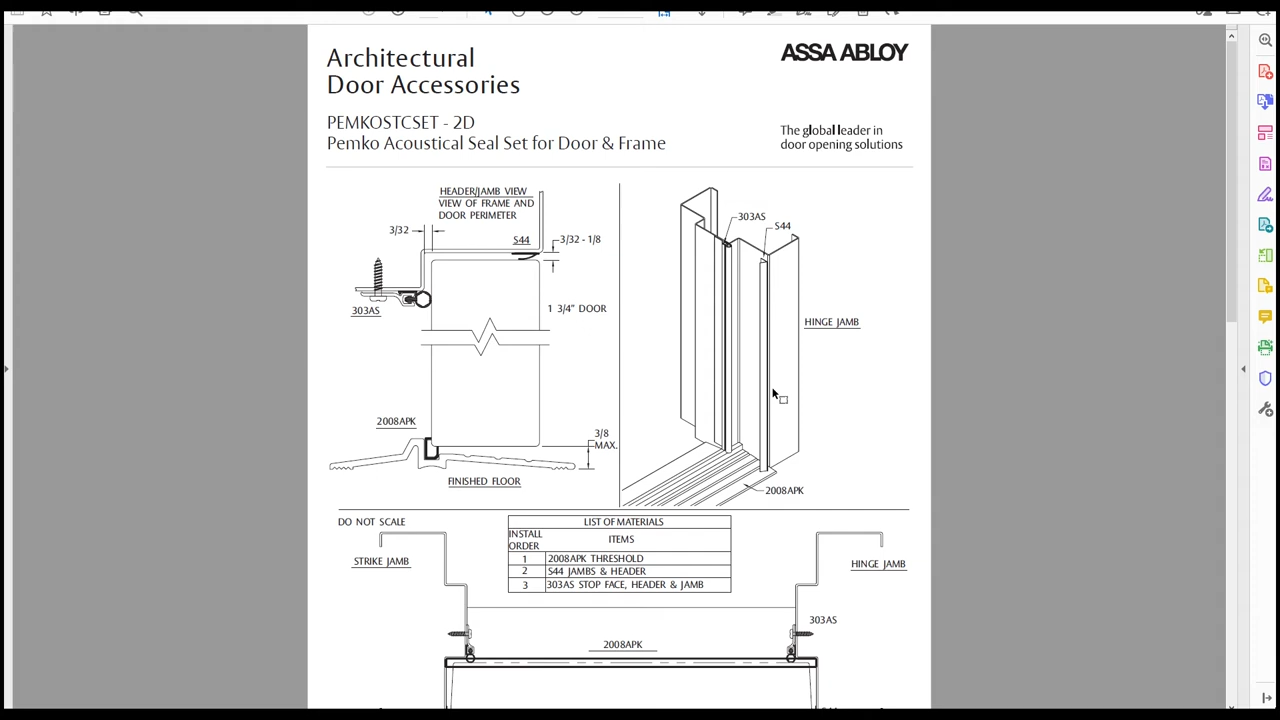 Architectural
Door Accessories
ASSA ABLOY
PEMKOSTCSET - 2D
Pemko Acoustical Seal Set for Door & Frame
The global leader in
door opening solutions
HEADER/JAMB VIEW
VIEW OF FRAME AND
DOOR PERIMETER
3/32
S44
3/32 - 1/8
303AS
1 3/4" DOOR
2008APK
3/8
MAX.
FINISHED FLOOR
303AS
S44
HINGE JAMB
2008APK
DO NOT SCALE
LIST OF MATERIALS
INSTALL
ORDER
ITEMS
1 2008APK THRESHOLD
2 S44 JAMBS & HEADER
3 303AS STOP FACE, HEADER & JAMB
STRIKE JAMB
HINGE JAMB
303AS
2008APK